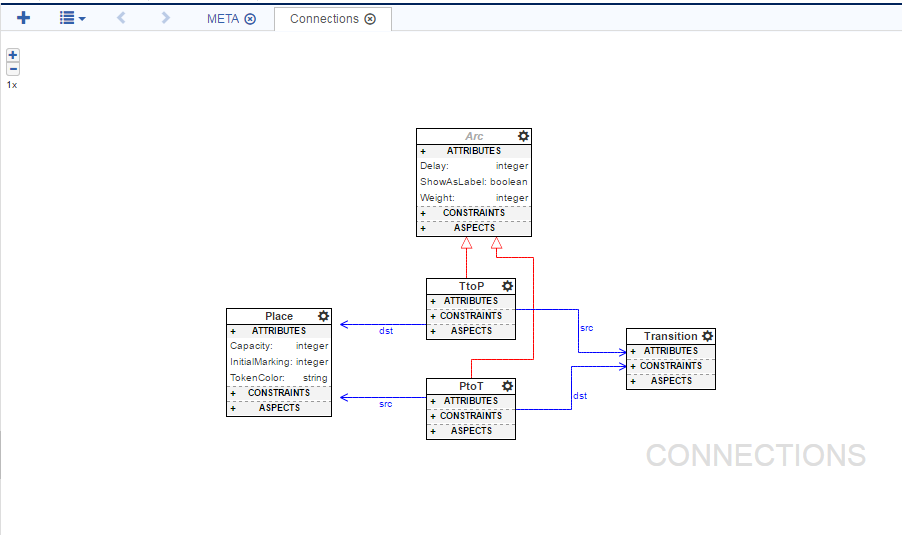 META
Connections
1x
Arc
+ ATTRIBUTES
Delay: integer
ShowAsLabel: boolean
Weight: integer
+ CONSTRAINTS
+ ASPECTS
TtoP
+ ATTRIBUTES
+ CONSTRAINTS
+ ASPECTS
Place
+ ATTRIBUTES
Capacity: integer
InitialMarking: integer
TokenColor: string
+ CONSTRAINTS
+ ASPECTS
dst
src
src
dst
Transition
+ ATTRIBUTES
+ CONSTRAINTS
+ ASPECTS
PtoT
+ ATTRIBUTES
+ CONSTRAINTS
+ ASPECTS
CONNECTIONS